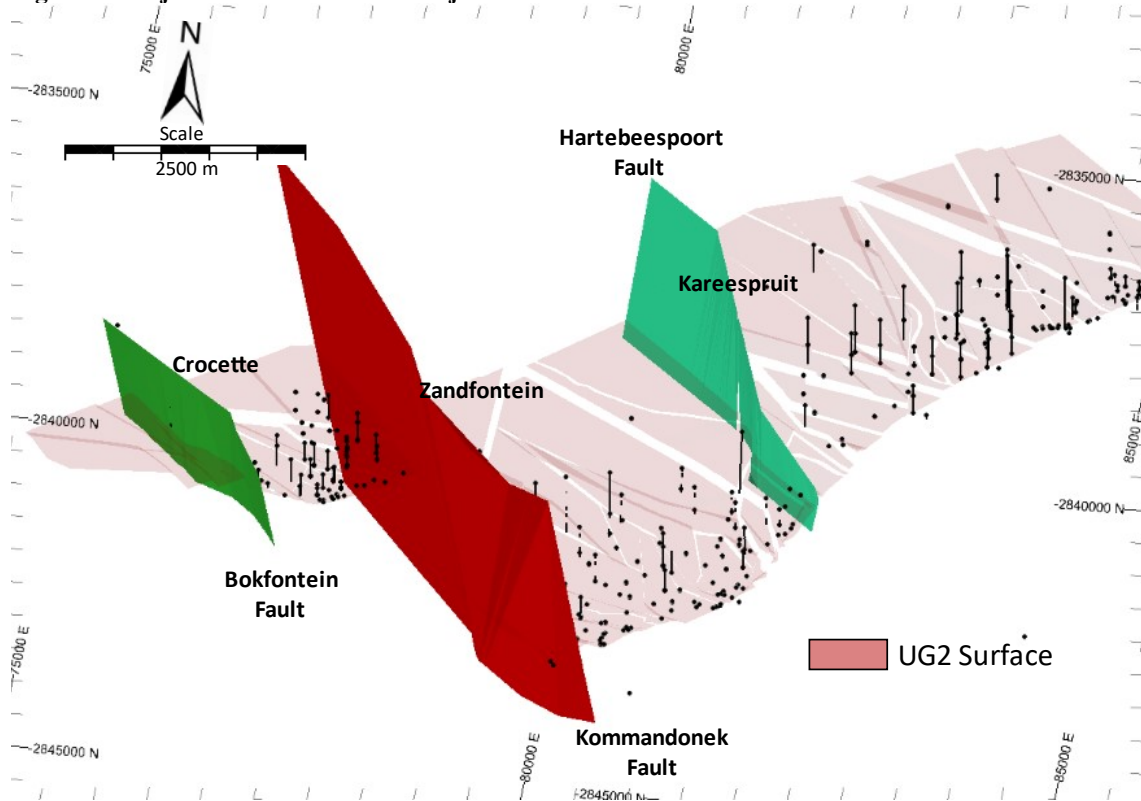 N
75000 E
80000 E
-2835000 N
Scale
2500 m
Hartebeespoort
Fault
-2835000 N
Kareespruit
Crocette
Zandfontein
-2840000 N
85000 E
-2840000 N
Bokfontein
Fault
75000 E
UG2 Surface
-2845000 N
80000 E
Kommandonek
Fault
85000 E
-2845000 N